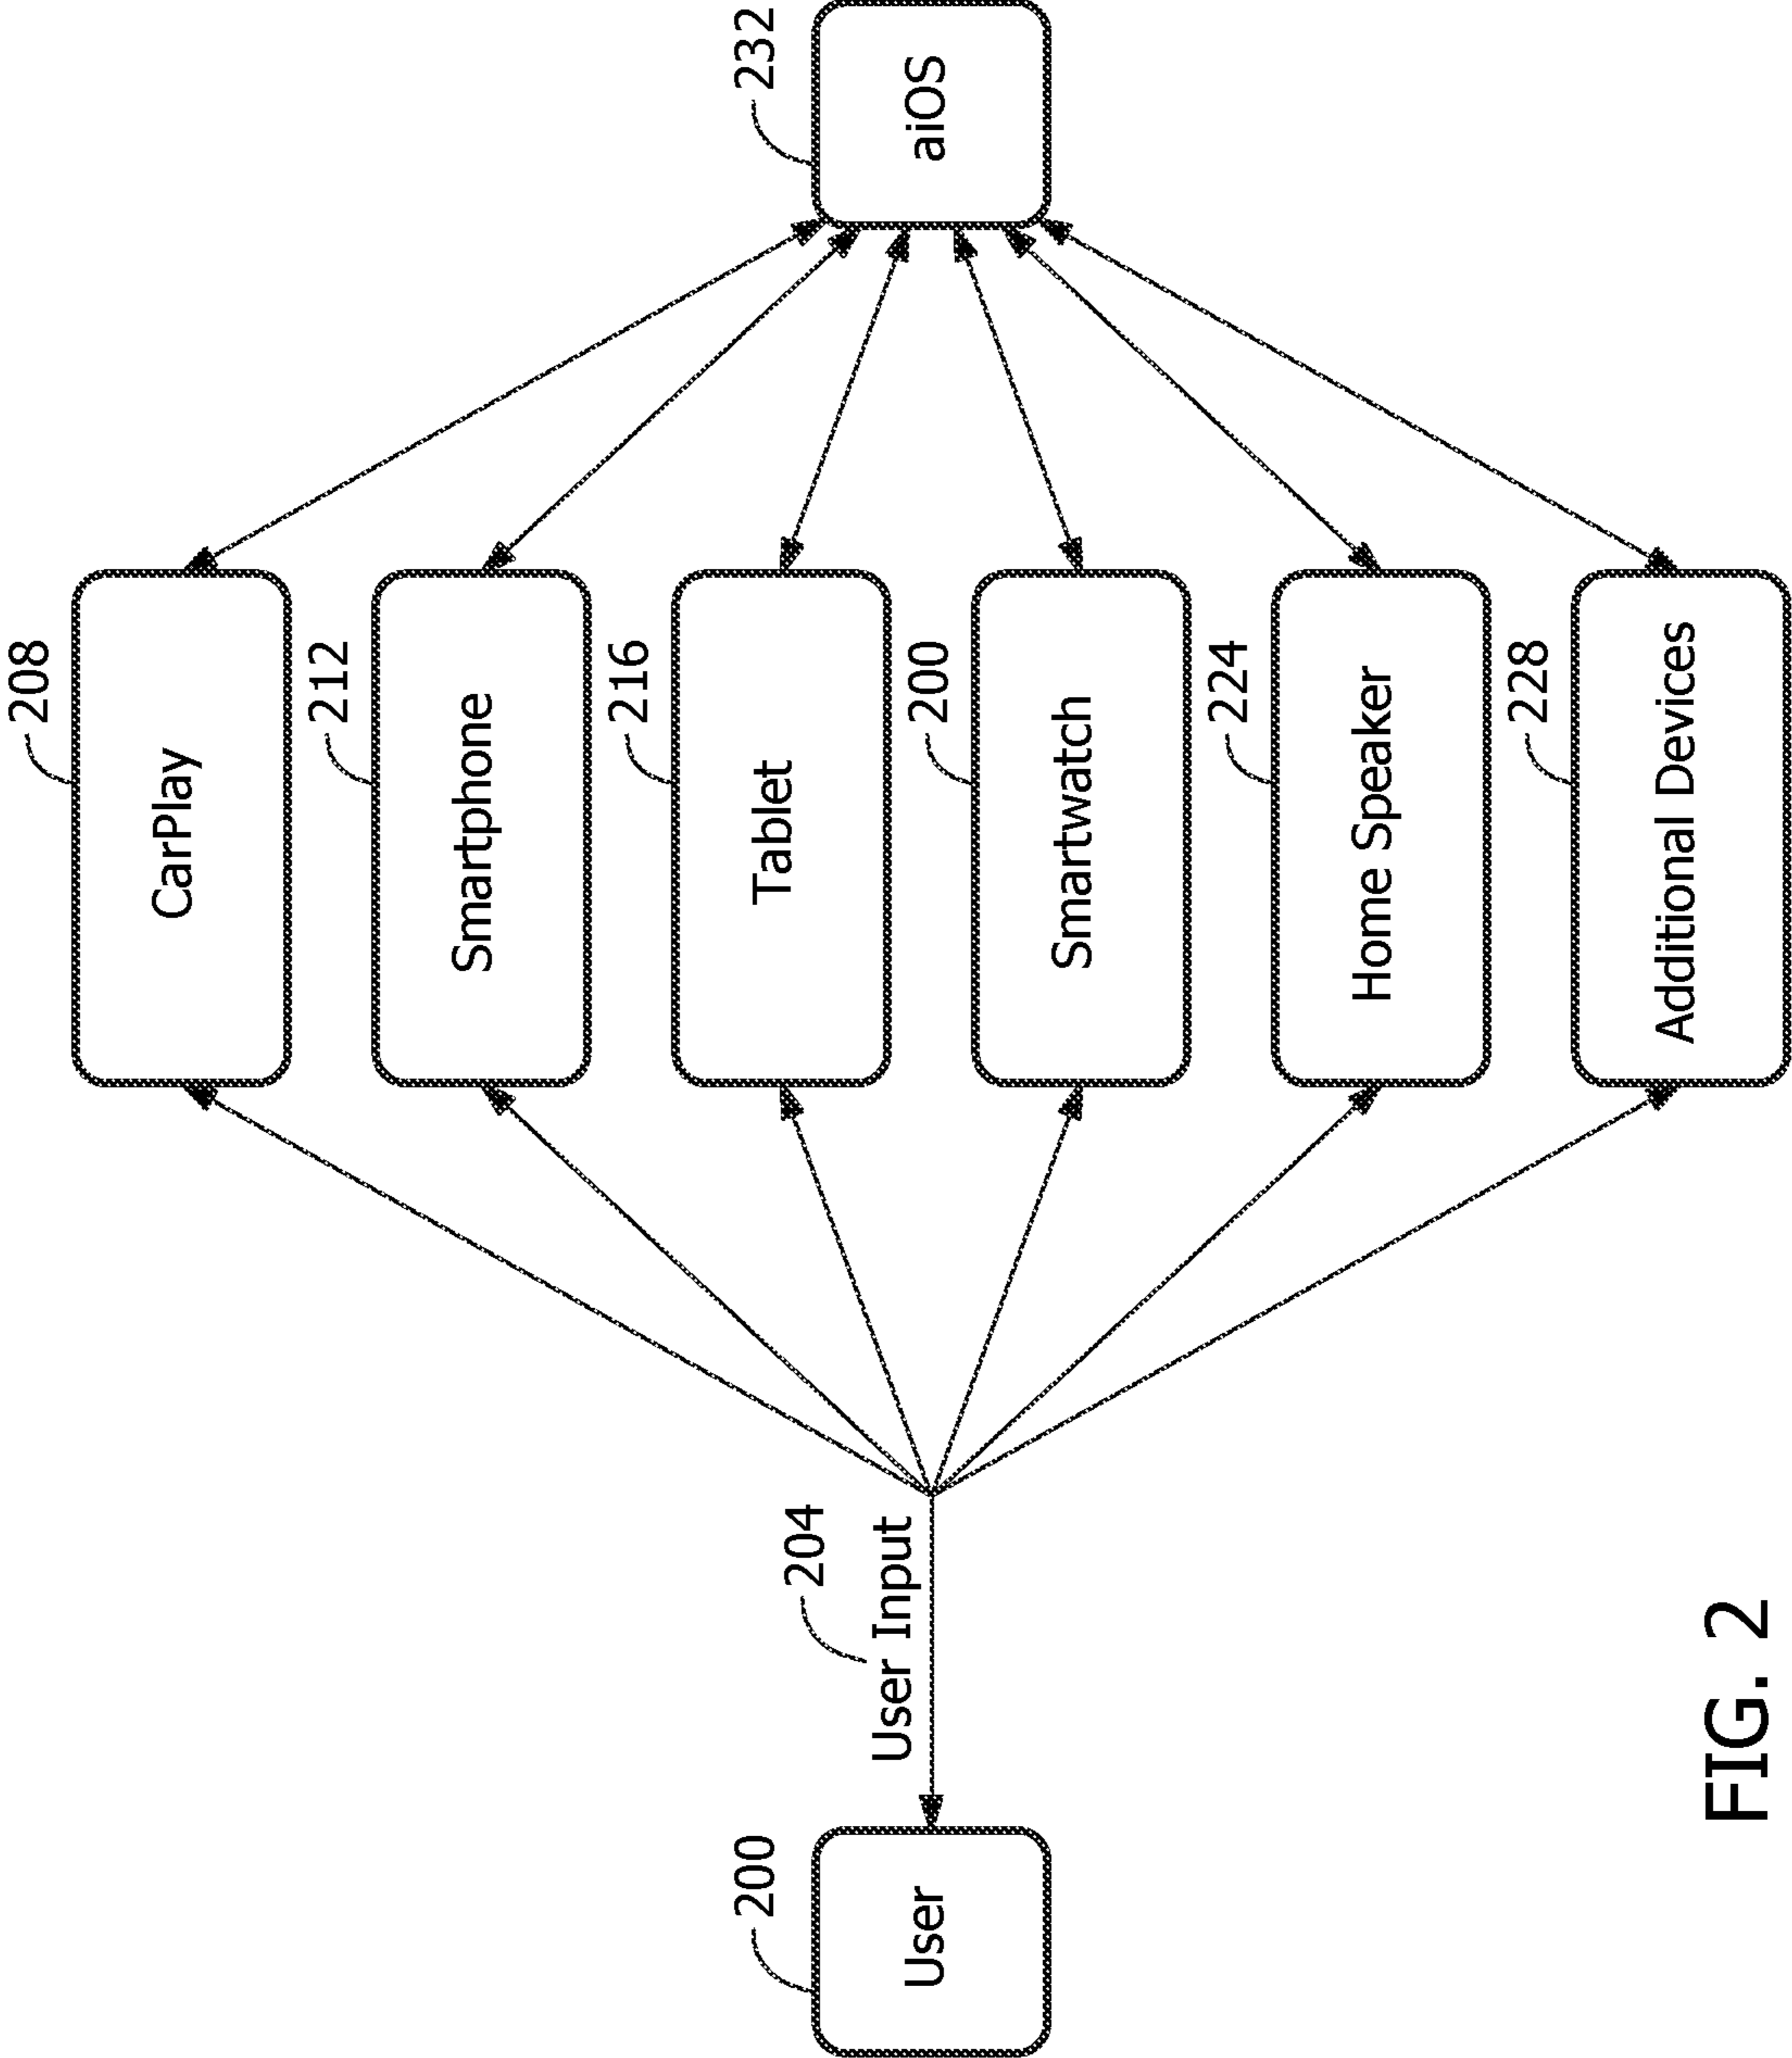 200
User
204
User Input
208
CarPlay
212
Smartphone
216
Tablet
200
Smartwatch
224
Home Speaker
228
Additional Devices
232
aiOS
FIG. 2